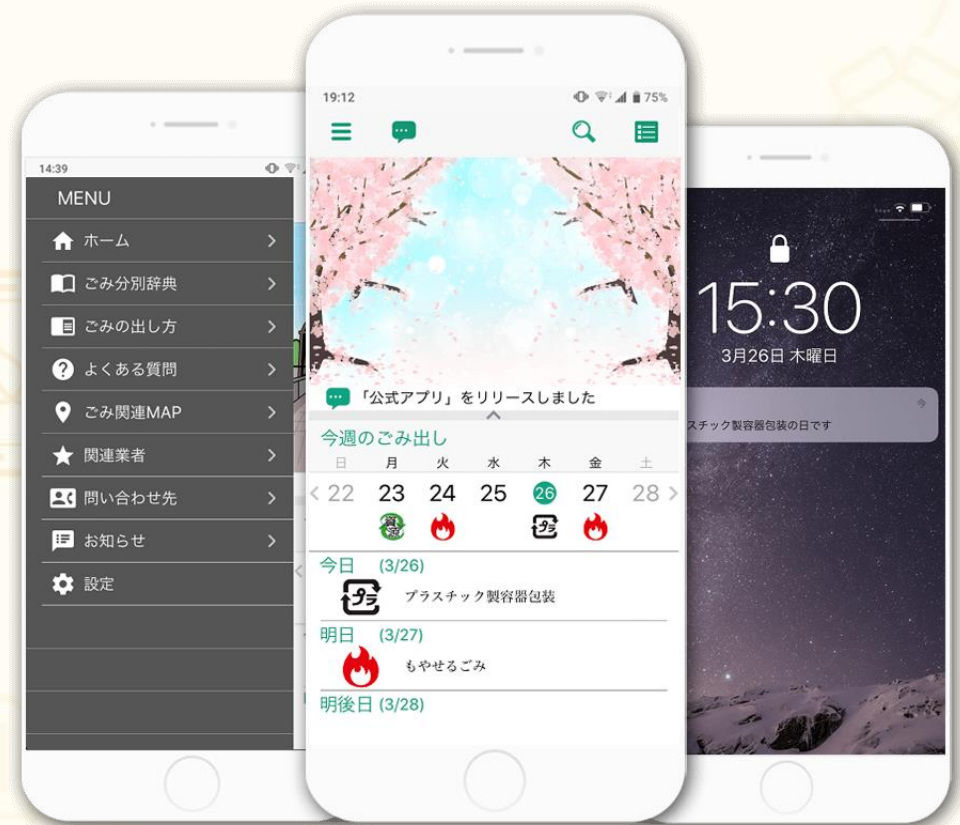 14:39
MENU
ホーム
ごみ分別辞典
ごみの出し方
よくある質問
ごみ関連MAP
関連業者
問い合わせ先
お知らせ
設定
19:12
75%
「公式アプリ」をリリースしました
今週のごみ出し
日 月 火 水 木 金 土
22 23 24 25 26 27 28
プラ
今日 (3/26)
プラ プラスチック製容器包装
明日 (3/27)
もやせるごみ
明後日 (3/28)
15:30
3月26日 木曜日
今
スチック製容器包装の日です